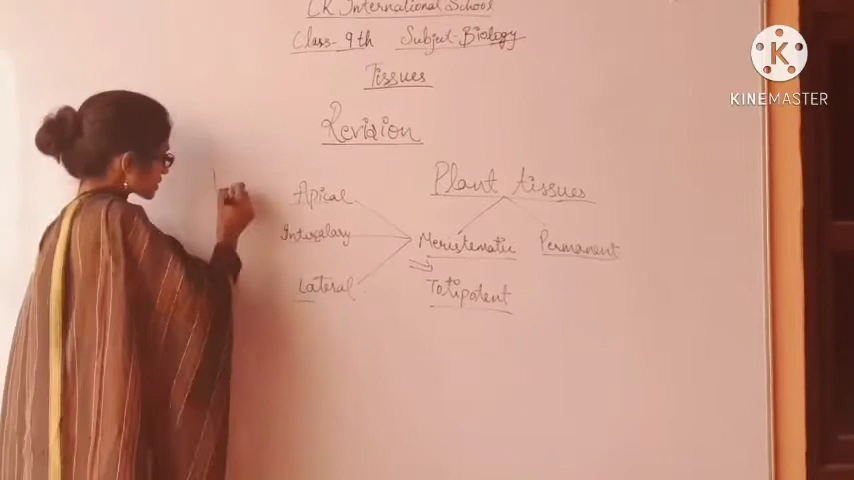 CK International School
Class-9th Subject-Biology
Tissues
Revision
Plant tissues
Apical
Intercalary
Meristematic
Permanent
Lateral
Totipotent
K
KINEMASTER